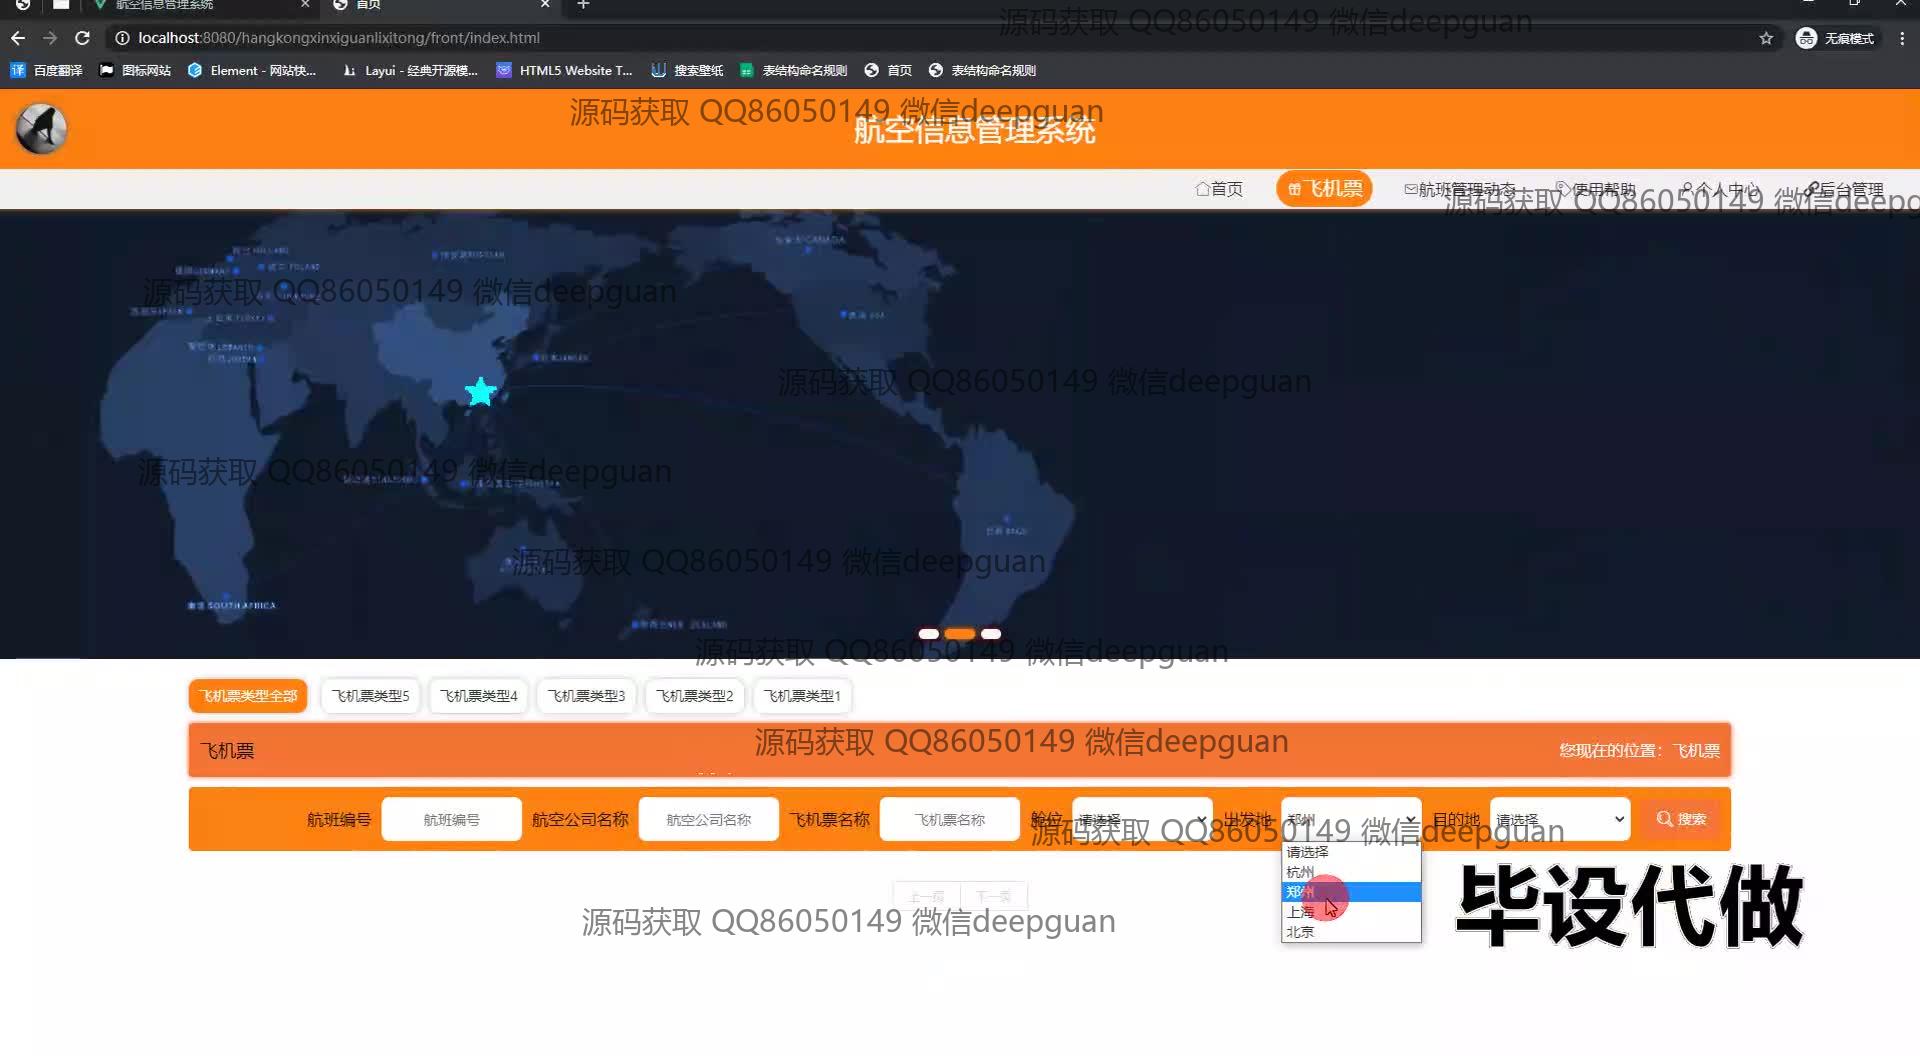 航空信息管理系统
首页
localhost:8080/hangkongxinxiguanlixitong/front/index.html
无痕模式
百度翻译
图标网站
Element - 网站快...
Layui - 经典开源模...
HTML5 Website T...
搜索壁纸
表结构命名规则
首页
表结构命名规则
源码获取 QQ86050149 微信deepguan
源码获取 QQ86050149 微信deepguan
航空信息管理系统
首页
飞机票
航班管理动态
使用帮助
个人中心
后台管理
源码获取 QQ86050149 微信deepg
源码获取 QQ86050149 微信deepguan
源码获取 QQ86050149 微信deepguan
源码获取 QQ86050149 微信deepguan
源码获取 QQ86050149 微信deepguan
SOUTH AFRICA
源码获取 QQ86050149 微信deepguan
飞机票类型全部
飞机票类型5
飞机票类型4
飞机票类型3
飞机票类型2
飞机票类型1
飞机票
源码获取 QQ86050149 微信deepguan
您现在的位置: 飞机票
航班编号
航班编号
航空公司名称
航空公司名称
飞机票名称
飞机票名称
舱位
请选择
出发地
郑州
目的地
请选择
搜索
源码获取 QQ86050149 微信deepguan
请选择
杭州
郑州
上海
北京
上一页
下一页
源码获取 QQ86050149 微信deepguan
毕设代做